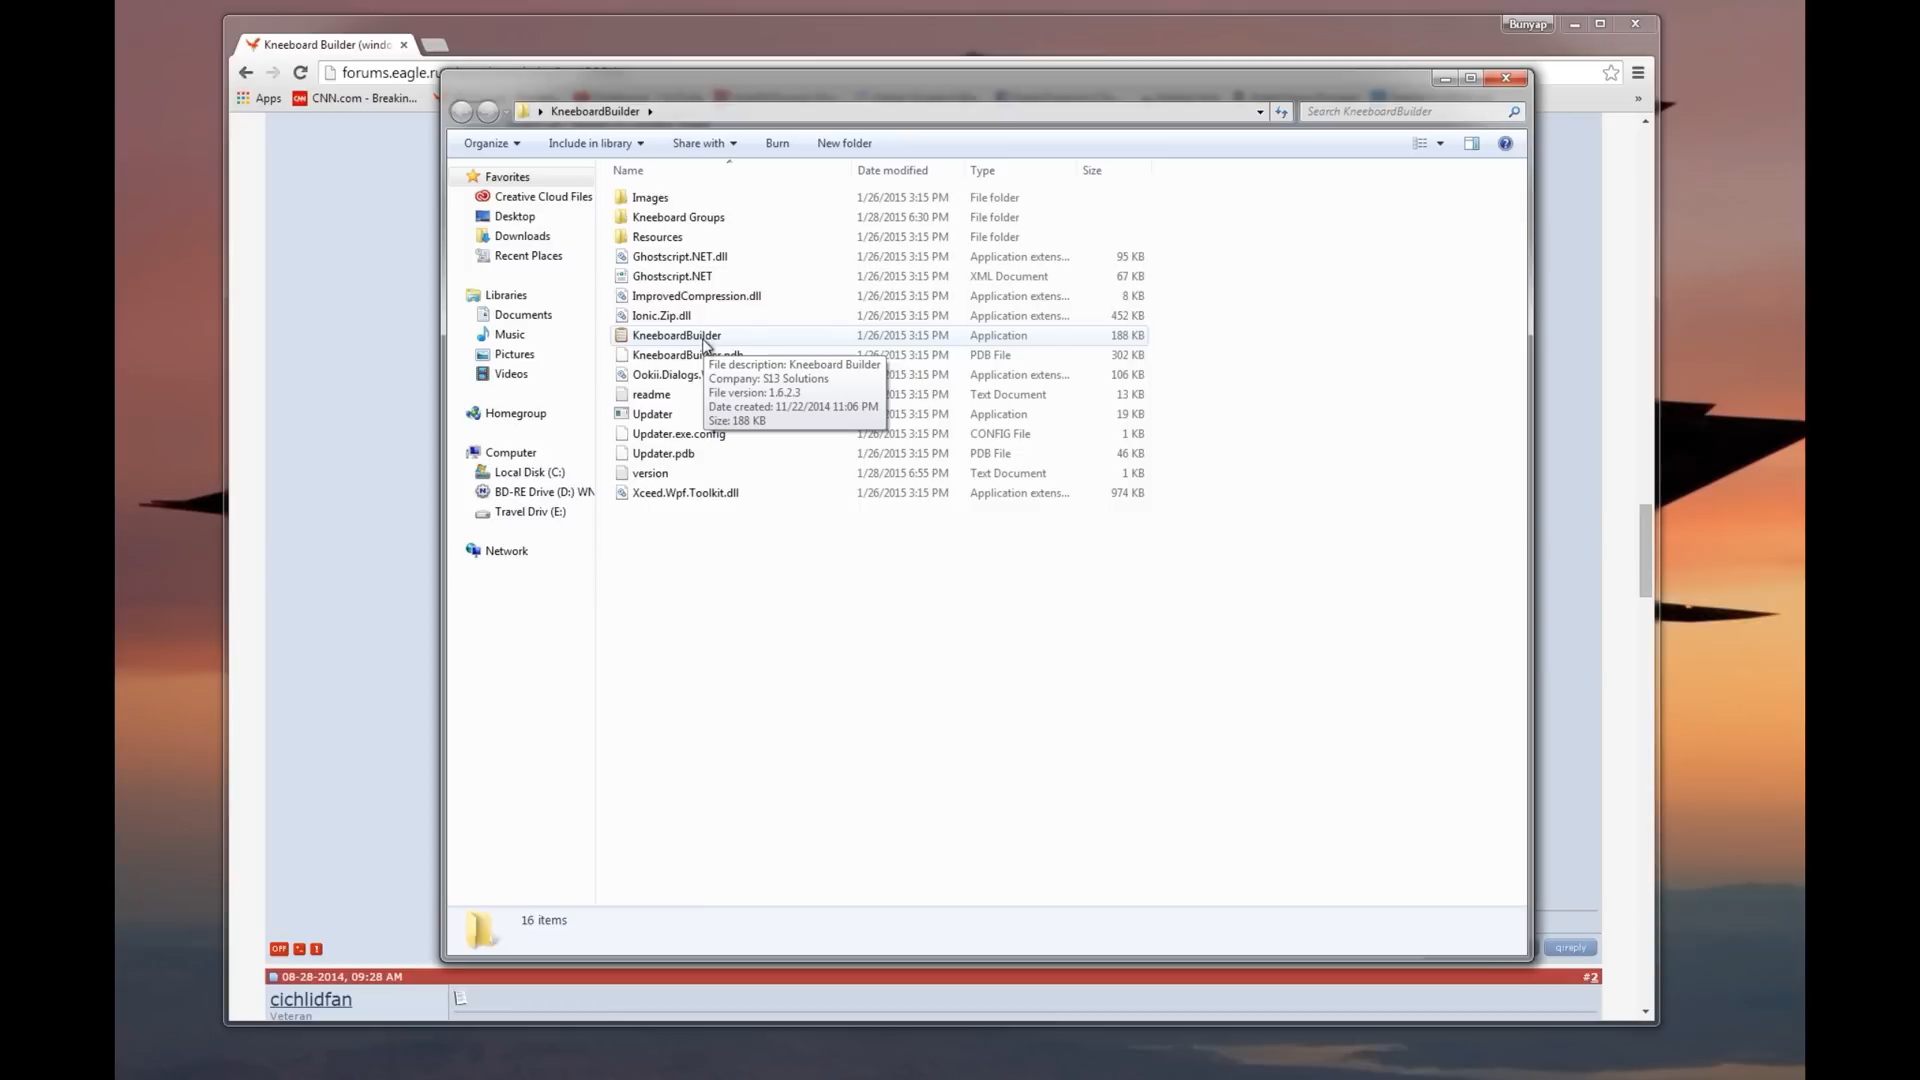 Bunyap
Kneeboard Builder (windo
forums.eagle.ru
Apps CNN.com - Breakin...
»
KneeboardBuilder
Search KneeboardBuilder
Organize Include in library Share with Burn New folder
Name Date modified Type Size
Favorites
Creative Cloud Files
Desktop
Downloads
Recent Places
Libraries
Documents
Music
Pictures
Videos
Homegroup
Computer
Local Disk (C:)
BD-RE Drive (D:) WN
Travel Driv (E:)
Network
Images 1/26/2015 3:15 PM File folder
Kneeboard Groups 1/28/2015 6:30 PM File folder
Resources 1/26/2015 3:15 PM File folder
Ghostscript.NET.dll 1/26/2015 3:15 PM Application extens... 95 KB
Ghostscript.NET 1/26/2015 3:15 PM XML Document 67 KB
ImprovedCompression.dll 1/26/2015 3:15 PM Application extens... 8 KB
Ionic.Zip.dll 1/26/2015 3:15 PM Application extens... 452 KB
KneeboardBuilder 1/26/2015 3:15 PM Application 188 KB
1/26/2015 3:15 PM PDB File 302 KB
Ookii.Dialogs. 1/26/2015 3:15 PM Application extens... 106 KB
readme 1/26/2015 3:15 PM Text Document 13 KB
Updater 1/26/2015 3:15 PM Application 19 KB
Updater.exe.config 1/26/2015 3:15 PM CONFIG File 1 KB
Updater.pdb 1/26/2015 3:15 PM PDB File 46 KB
version 1/28/2015 6:55 PM Text Document 1 KB
Xceed.Wpf.Toolkit.dll 1/26/2015 3:15 PM Application extens... 974 KB
File description: Kneeboard Builder
Company: S13 Solutions
File version: 1.6.2.3
Date created: 11/22/2014 11:06 PM
Size: 188 KB
16 items
OFF
q|reply
08-28-2014, 09:28 AM #2
cichlidfan
Veteran